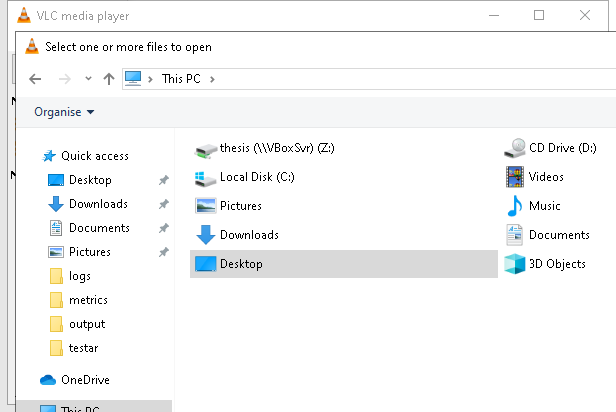 VLC media player
Select one or more files to open
This PC
Organise
Quick access
Desktop
Downloads
Documents
Pictures
logs
metrics
output
testar
OneDrive
This PC
thesis (\\VBoxSvr) (Z:)
CD Drive (D:)
Local Disk (C:)
Videos
Pictures
Music
Downloads
Documents
Desktop
3D Objects